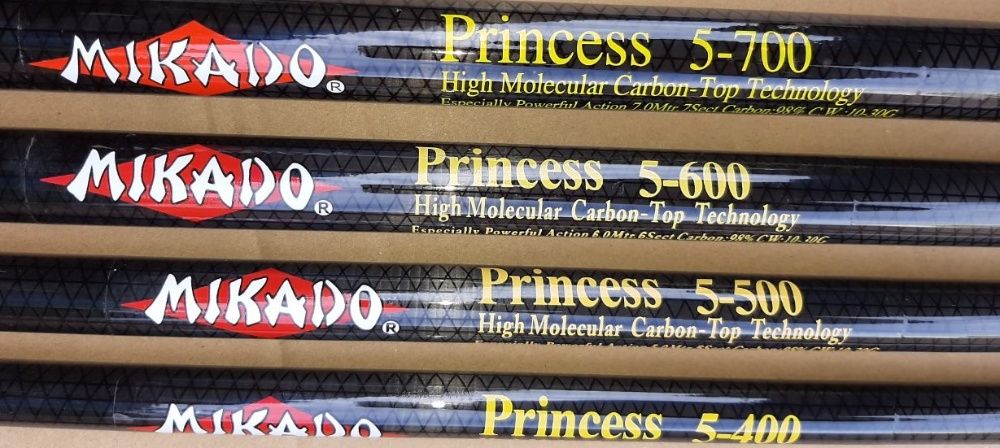 MIKADO®
Princess 5-700
High Molecular Carbon-Top Technology
Especially Powerful Action 7.0Mtr 7Sect Carbon:98% C.W:10-30G
MIKADO®
Princess 5-600
High Molecular Carbon-Top Technology
Especially Powerful Action 6.0Mtr 6Sect Carbon:98% C.W:10-30G
MIKADO®
Princess 5-500
High Molecular Carbon-Top Technology
MIKADO
Princess 5-400